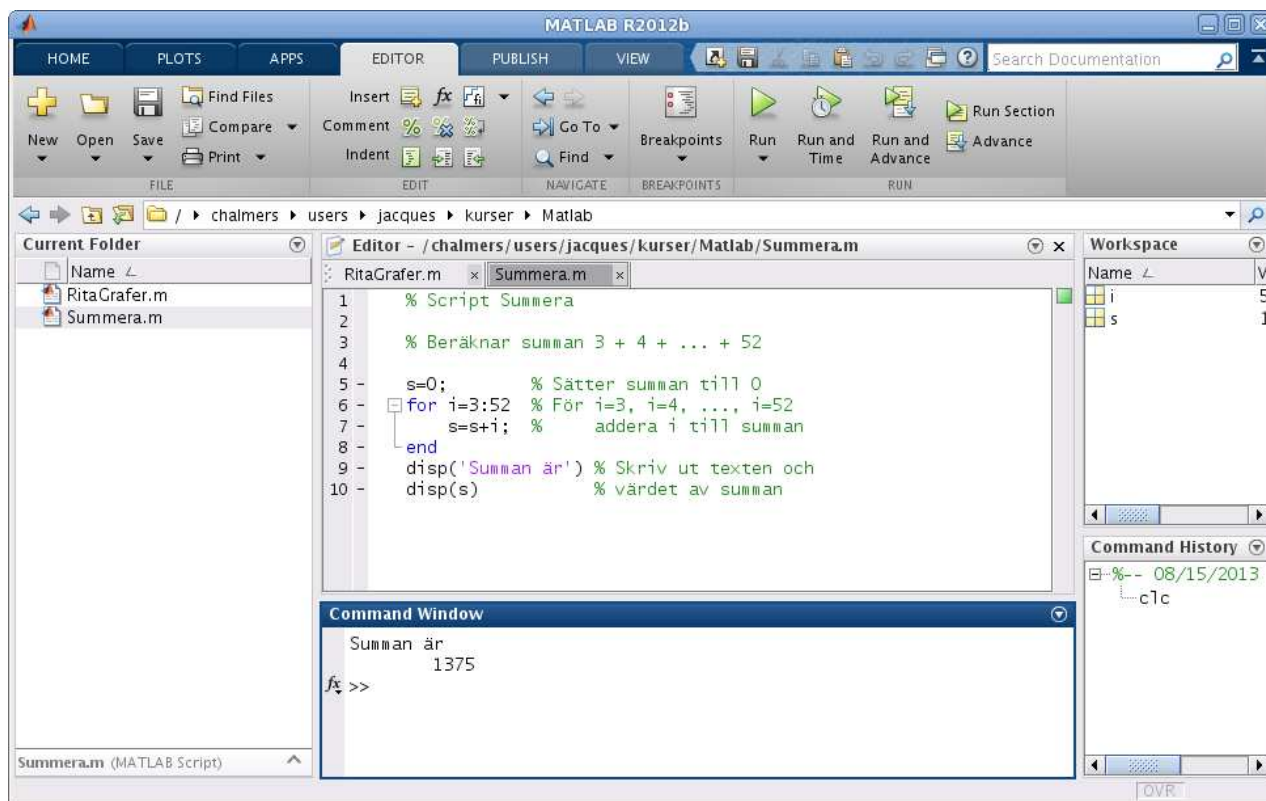 MATLAB R2012b
HOME PLOTS APPS EDITOR PUBLISH VIEW Search Documentation
New Open Save Find Files Compare Print
FILE
Insert fx fi
Comment % %
Indent
EDIT
Go To
Find
NAVIGATE
Breakpoints
BREAKPOINTS
Run Run and Time Run and Advance Run Section Advance
RUN
/ chalmers users jacques kurser Matlab
Current Folder
Name
RitaGrafer.m
Summera.m
Summera.m (MATLAB Script)
Editor - /chalmers/users/jacques/kurser/Matlab/Summera.m
RitaGrafer.m × Summera.m ×
1 % Script Summera
2
3 % Beräknar summan 3 + 4 + ... + 52
4
5 - s=0; % Sätter summan till 0
6 - for i=3:52 % För i=3, i=4, ..., i=52
7 - s=s+i; % addera i till summan
8 - end
9 - disp('Summan är') % Skriv ut texten och
10 - disp(s) % värdet av summan
Command Window
Summan är
1375
fx >>
Workspace
Name V
i 5
s 1
Command History
%-- 08/15/2013
clc
OVR